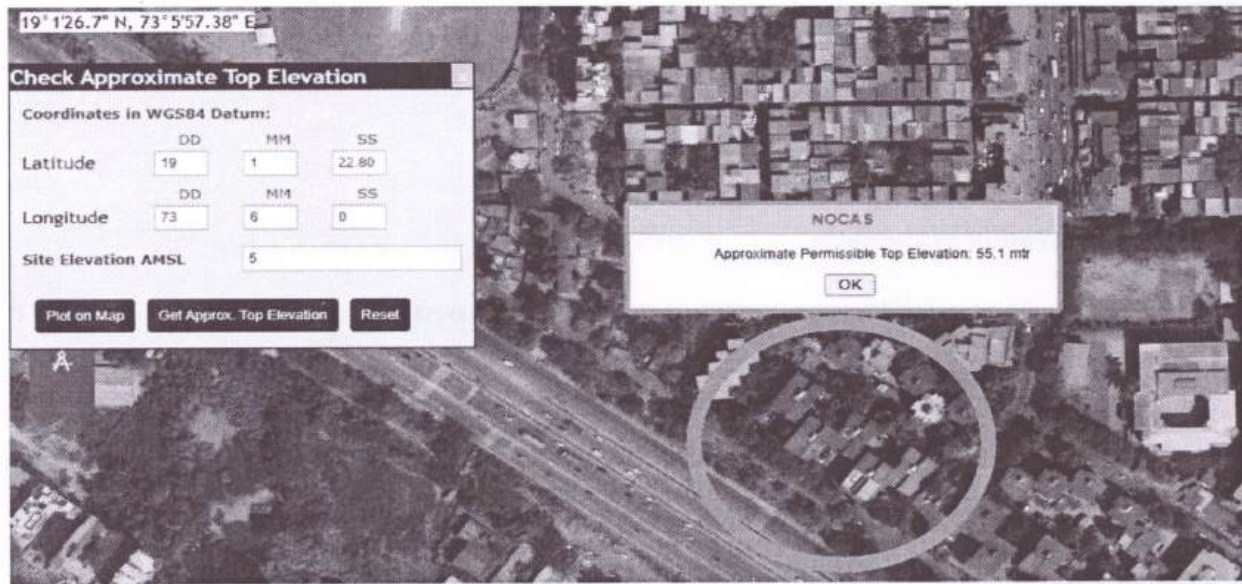 19°1'26.7" N, 73°5'57.38" E
Check Approximate Top Elevation
Coordinates in WGS84 Datum:
DD MM SS
Latitude 19 1 22.80
DD MM SS
Longitude 73 6 0
Site Elevation AMSL 5
Plot on Map Get Approx. Top Elevation Reset
NOCAS
Approximate Permissible Top Elevation: 55.1 mtr
OK